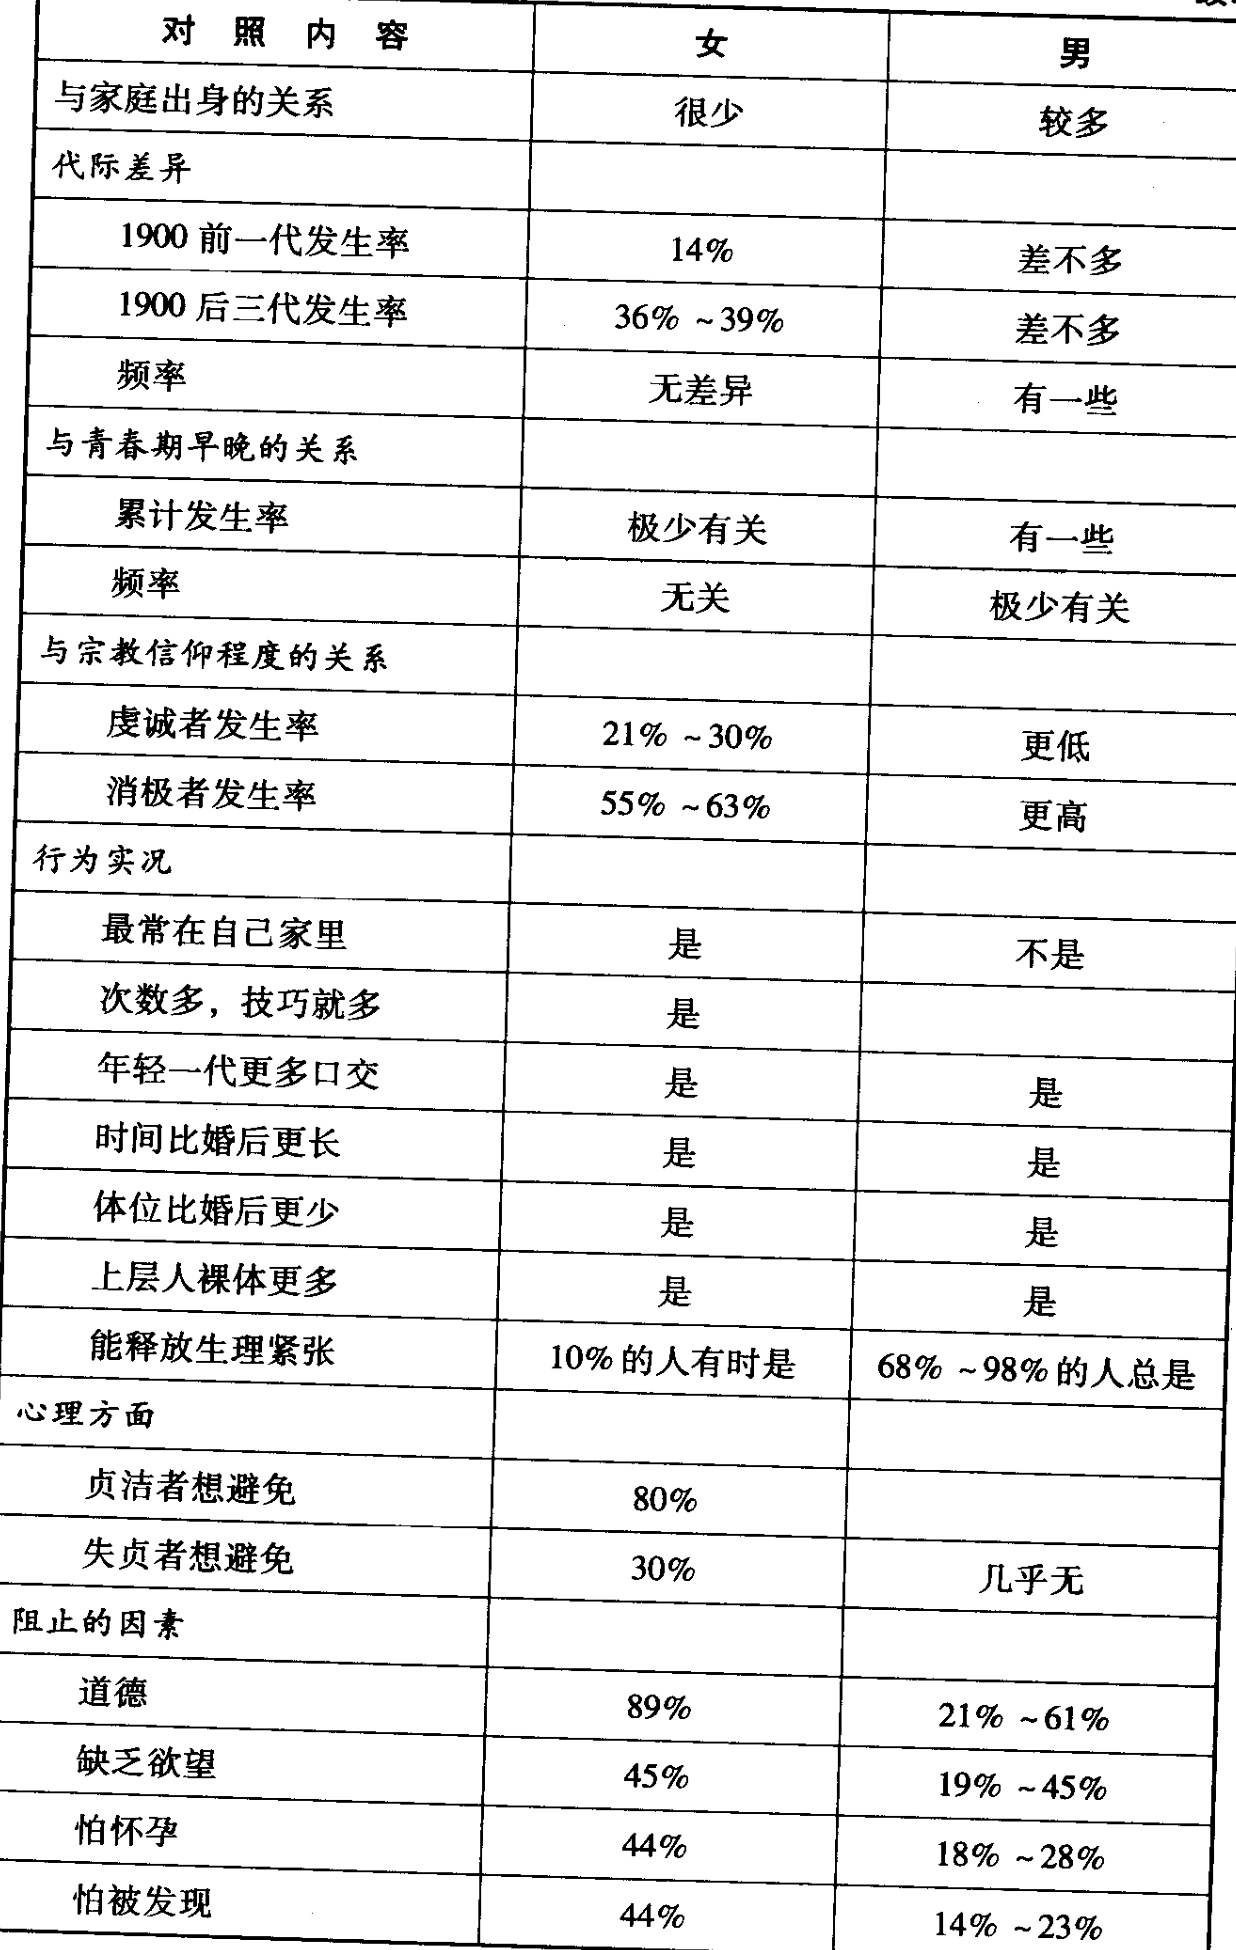 对照内容 女 男
与家庭出身的关系 很少 较多
代际差异
1900前一代发生率 14% 差不多
1900后三代发生率 36%~39% 差不多
频率 无差异 有一些
与青春期早晚的关系
累计发生率 极少有关 有一些
频率 无关 极少有关
与宗教信仰程度的关系
虔诚者发生率 21%~30% 更低
消极者发生率 55%~63% 更高
行为实况
最常在自己家里 是 不是
次数多，技巧就多 是
年轻一代更多口交 是 是
时间比婚后更长 是 是
体位比婚后更少 是 是
上层人裸体更多 是 是
能释放生理紧张 10%的人有时是 68%~98%的人总是
心理方面
贞洁者想避免 80%
失贞者想避免 30% 几乎无
阻止的因素
道德 89% 21%~61%
缺乏欲望 45% 19%~45%
怕怀孕 44% 18%~28%
怕被发现 44% 14%~23%